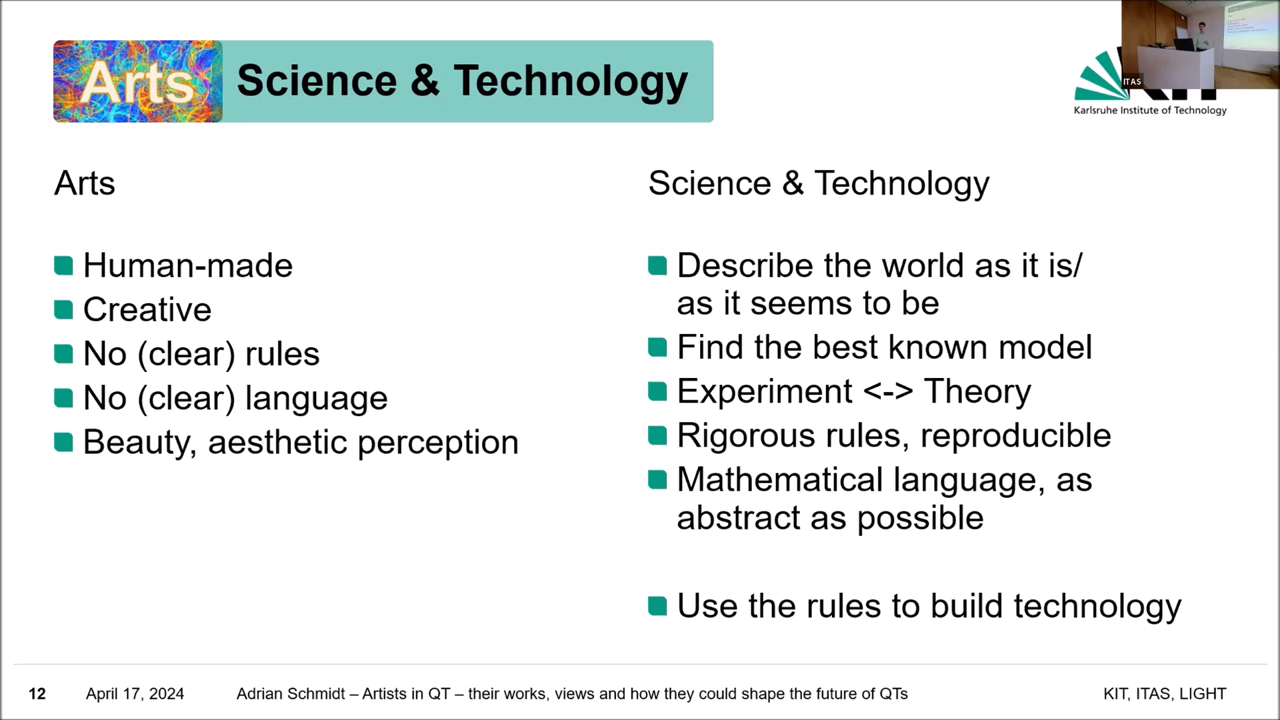 Arts Science & Technology
ITAS
Karlsruhe Institute of Technology
Arts
Human-made
Creative
No (clear) rules
No (clear) language
Beauty, aesthetic perception
Science & Technology
Describe the world as it is/
as it seems to be
Find the best known model
Experiment <-> Theory
Rigorous rules, reproducible
Mathematical language, as
abstract as possible
Use the rules to build technology
12 April 17, 2024 Adrian Schmidt – Artists in QT – their works, views and how they could shape the future of QTs KIT, ITAS, LIGHT